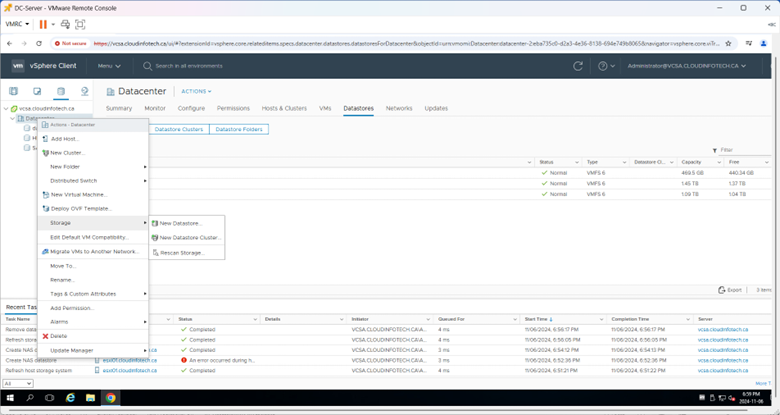 DC-Server - VMware Remote Console
VMRC
Not secure https://vcsa.cloudinfotech.ca/ui/#?extensionId=vsphere.core.relateditems.specs.datacenter.datastores.datastoresForDatacenter&objectId=urn:vmomi:Datacenter:datacenter-2
vm vSphere Client Menu Search in all environments Administrator@VCSA.CLOUDINFOTECH.CA
Datacenter ACTIONS
Summary Monitor Configure Permissions Hosts & Clusters VMs Datastores Networks Updates
vcsa.cloudinfotech.ca
Datacenter
Datastore Clusters Datastore Folders
Filter
Status Type Datastore Cl... Capacity Free
Normal VMFS 6 469.5 GB 440.34 GB
Normal VMFS 6 1.45 TB 1.37 TB
Normal VMFS 6 1.09 TB 1.04 TB
Actions - Datacenter
Add Host...
New Cluster...
New Folder
Distributed Switch
New Virtual Machine...
Deploy OVF Template...
Storage
Edit Default VM Compatibility...
Migrate VMs to Another Network...
Move To...
Rename...
Tags & Custom Attributes
Add Permission...
Alarms
Delete
Update Manager
New Datastore...
New Datastore Cluster...
Rescan Storage...
Export 3 items
Recent Tas
Task Name Status Details Initiator Queued For Start Time Completion Time Server
Remove data Completed VCSA.CLOUDINFOTECH.CA\A... 4 ms 11/06/2024, 6:56:17 PM 11/06/2024, 6:56:17 PM vcsa.cloudinfotech.ca
Refresh stora Completed VCSA.CLOUDINFOTECH.CA\A... 4 ms 11/06/2024, 6:56:05 PM 11/06/2024, 6:56:05 PM vcsa.cloudinfotech.ca
Create NAS da Completed VCSA.CLOUDINFOTECH.CA\A... 3 ms 11/06/2024, 6:54:12 PM 11/06/2024, 6:54:13 PM vcsa.cloudinfotech.ca
Create NAS datastore esxi01.cloudinfotech.ca An error occurred during h... VCSA.CLOUDINFOTECH.CA\A... 4 ms 11/06/2024, 6:52:36 PM 11/06/2024, 6:52:38 PM vcsa.cloudinfotech.ca
Refresh host storage system esxi01.cloudinfotech.ca Completed VCSA.CLOUDINFOTECH.CA\A... 4 ms 11/06/2024, 6:51:21 PM 11/06/2024, 6:51:22 PM vcsa.cloudinfotech.ca
All More T
6:59 PM
2024-11-06